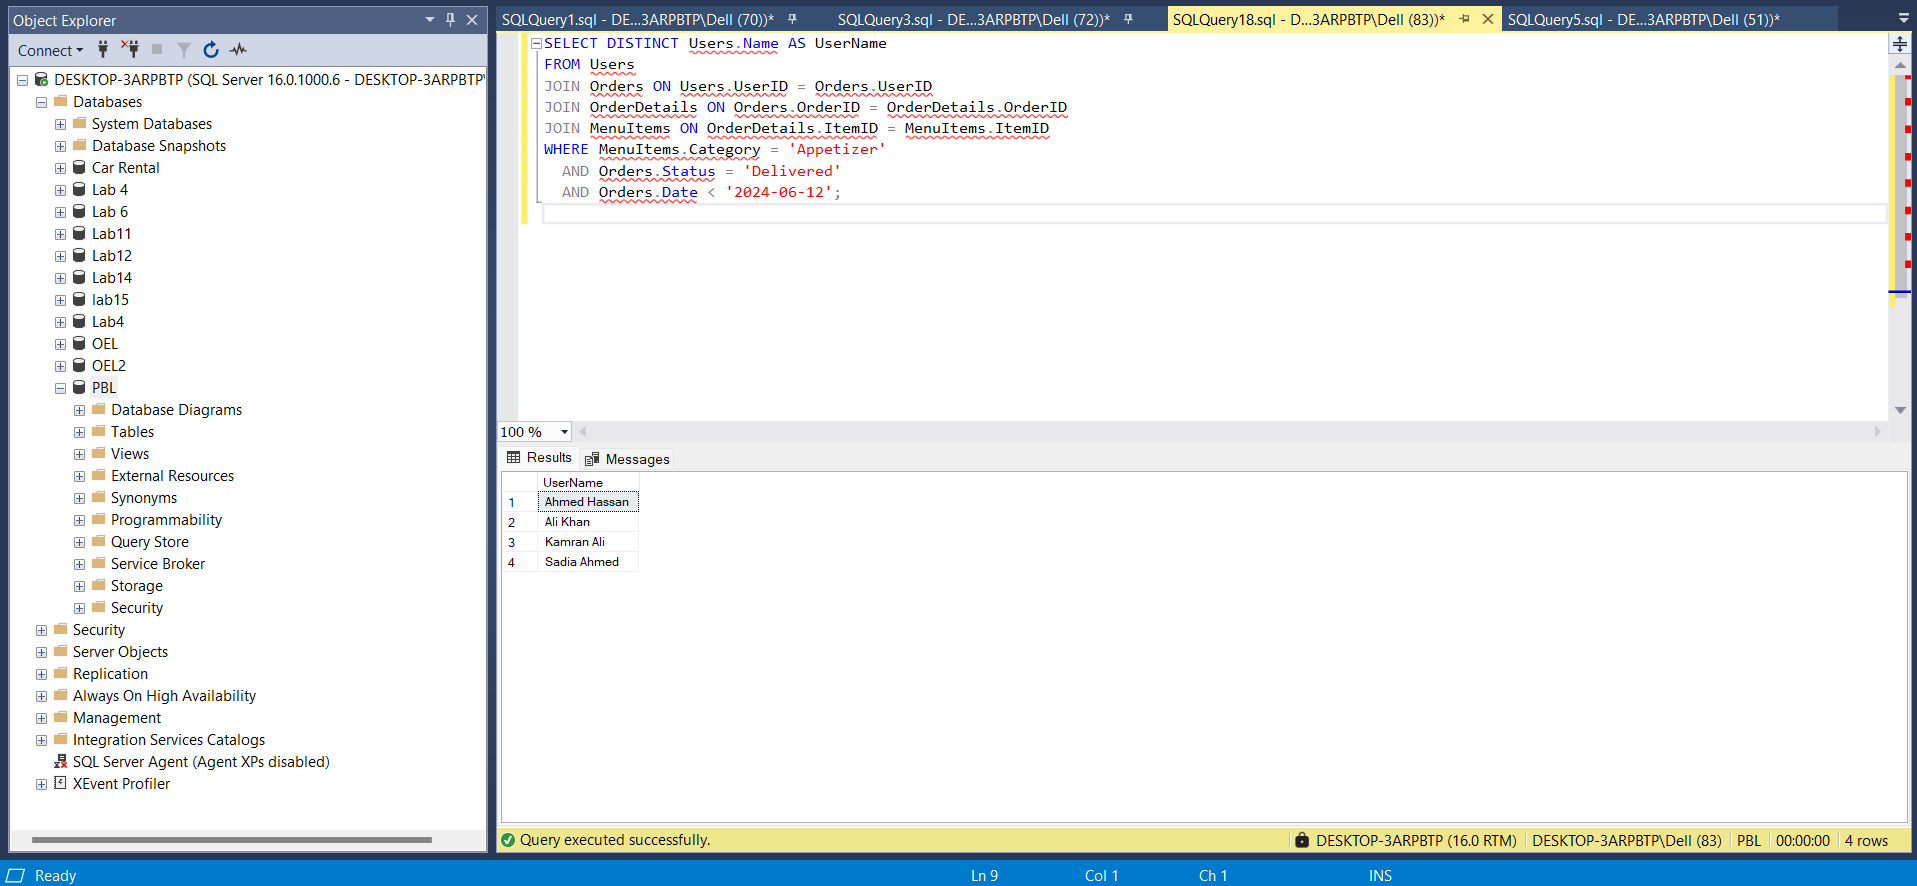 Object Explorer
Connect
DESKTOP-3ARPBTP (SQL Server 16.0.1000.6 - DESKTOP-3ARPBTP\
Databases
System Databases
Database Snapshots
Car Rental
Lab 4
Lab 6
Lab11
Lab12
Lab14
lab15
Lab4
OEL
OEL2
PBL
Database Diagrams
Tables
Views
External Resources
Synonyms
Programmability
Query Store
Service Broker
Storage
Security
Security
Server Objects
Replication
Always On High Availability
Management
Integration Services Catalogs
SQL Server Agent (Agent XPs disabled)
XEvent Profiler
SQLQuery1.sql - DE...3ARPBTP\Dell (70))* SQLQuery3.sql - DE...3ARPBTP\Dell (72))* SQLQuery18.sql - D...3ARPBTP\Dell (83))* SQLQuery5.sql - DE...3ARPBTP\Dell (51))*
SELECT DISTINCT Users.Name AS UserName
FROM Users
JOIN Orders ON Users.UserID = Orders.UserID
JOIN OrderDetails ON Orders.OrderID = OrderDetails.OrderID
JOIN MenuItems ON OrderDetails.ItemID = MenuItems.ItemID
WHERE MenuItems.Category = 'Appetizer'
AND Orders.Status = 'Delivered'
AND Orders.Date < '2024-06-12';
100 %
Results Messages
UserName
1 Ahmed Hassan
2 Ali Khan
3 Kamran Ali
4 Sadia Ahmed
Query executed successfully. DESKTOP-3ARPBTP (16.0 RTM) DESKTOP-3ARPBTP\Dell (83) PBL 00:00:00 4 rows
Ready Ln 9 Col 1 Ch 1 INS